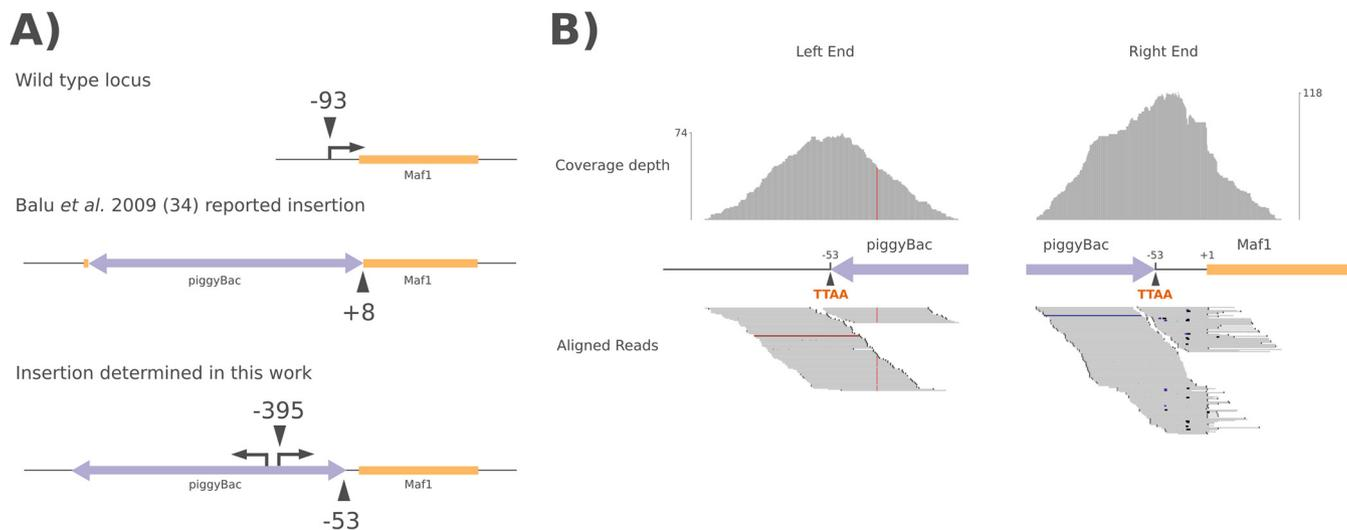 A)
Wild type locus
-93
Maf1
Balu et al. 2009 (34) reported insertion
piggyBac
Maf1
+8
Insertion determined in this work
-395
piggyBac
Maf1
-53
B)
Left End
Right End
74
118
Coverage depth
-53
piggyBac
TTAA
piggyBac
-53
+1
Maf1
TTAA
Aligned Reads